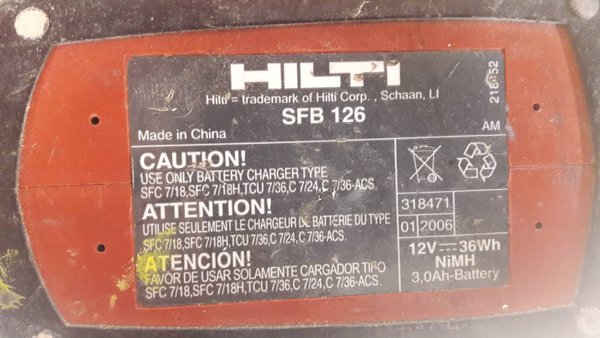 HILTI
Hilti = trademark of Hilti Corp., Schaan, LI
SFB 126
Made in China
AM
CAUTION!
USE ONLY BATTERY CHARGER TYPE
SFC 7/18,SFC 7/18H,TCU 7/36,C 7/24,C 7/36-ACS.
ATTENTION!
UTILISE SEULEMENT LE CHARGEUR DE BATTERIE DU TYPE
SFC 7/18,SFC 7/18H,TCU 7/36,C 7/24,C 7/36-ACS.
ATENCIÓN!
FAVOR DE USAR SOLAMENTE CARGADOR TIPO
SFC 7/18,SFC 7/18H,TCU 7/36,C 7/24,C 7/36-ACS.
318471
01 2006
12V 36Wh
NiMH
3,0Ah-Battery